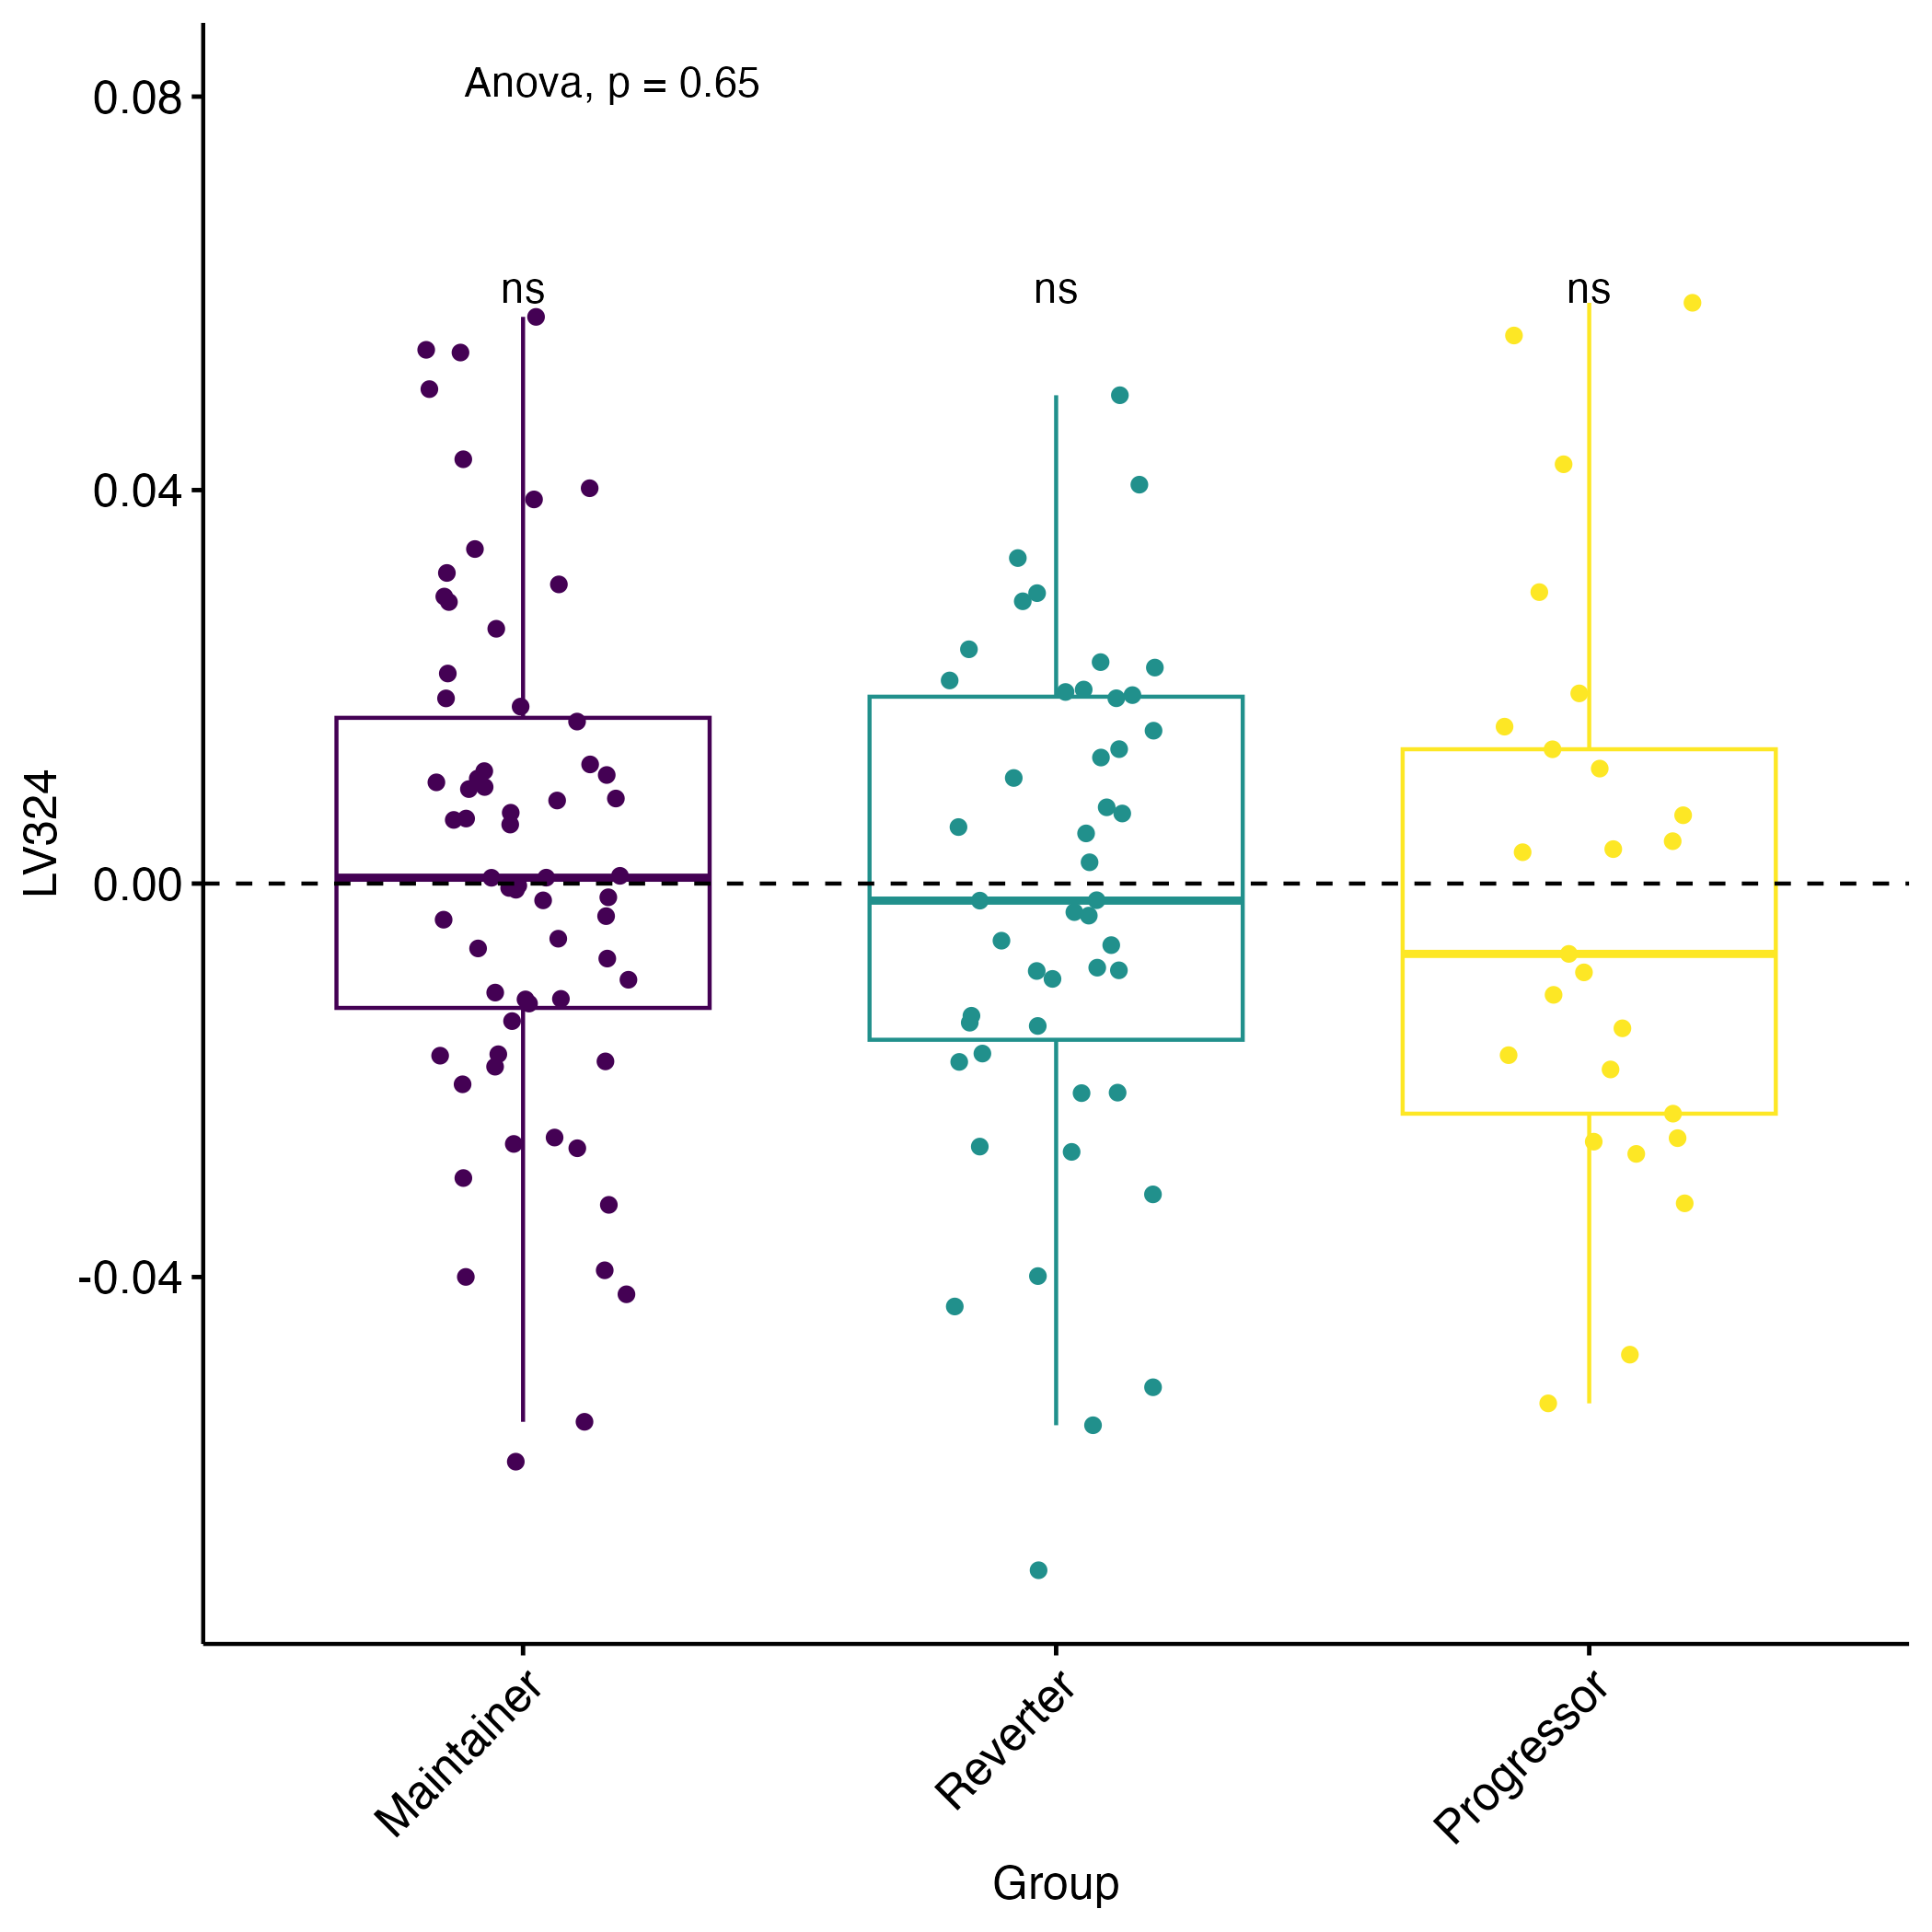 Anova, p = 0.65
0.08
0.04
0.00
-0.04
LV324
ns
ns
ns
Maintainer
Reverter
Progressor
Group